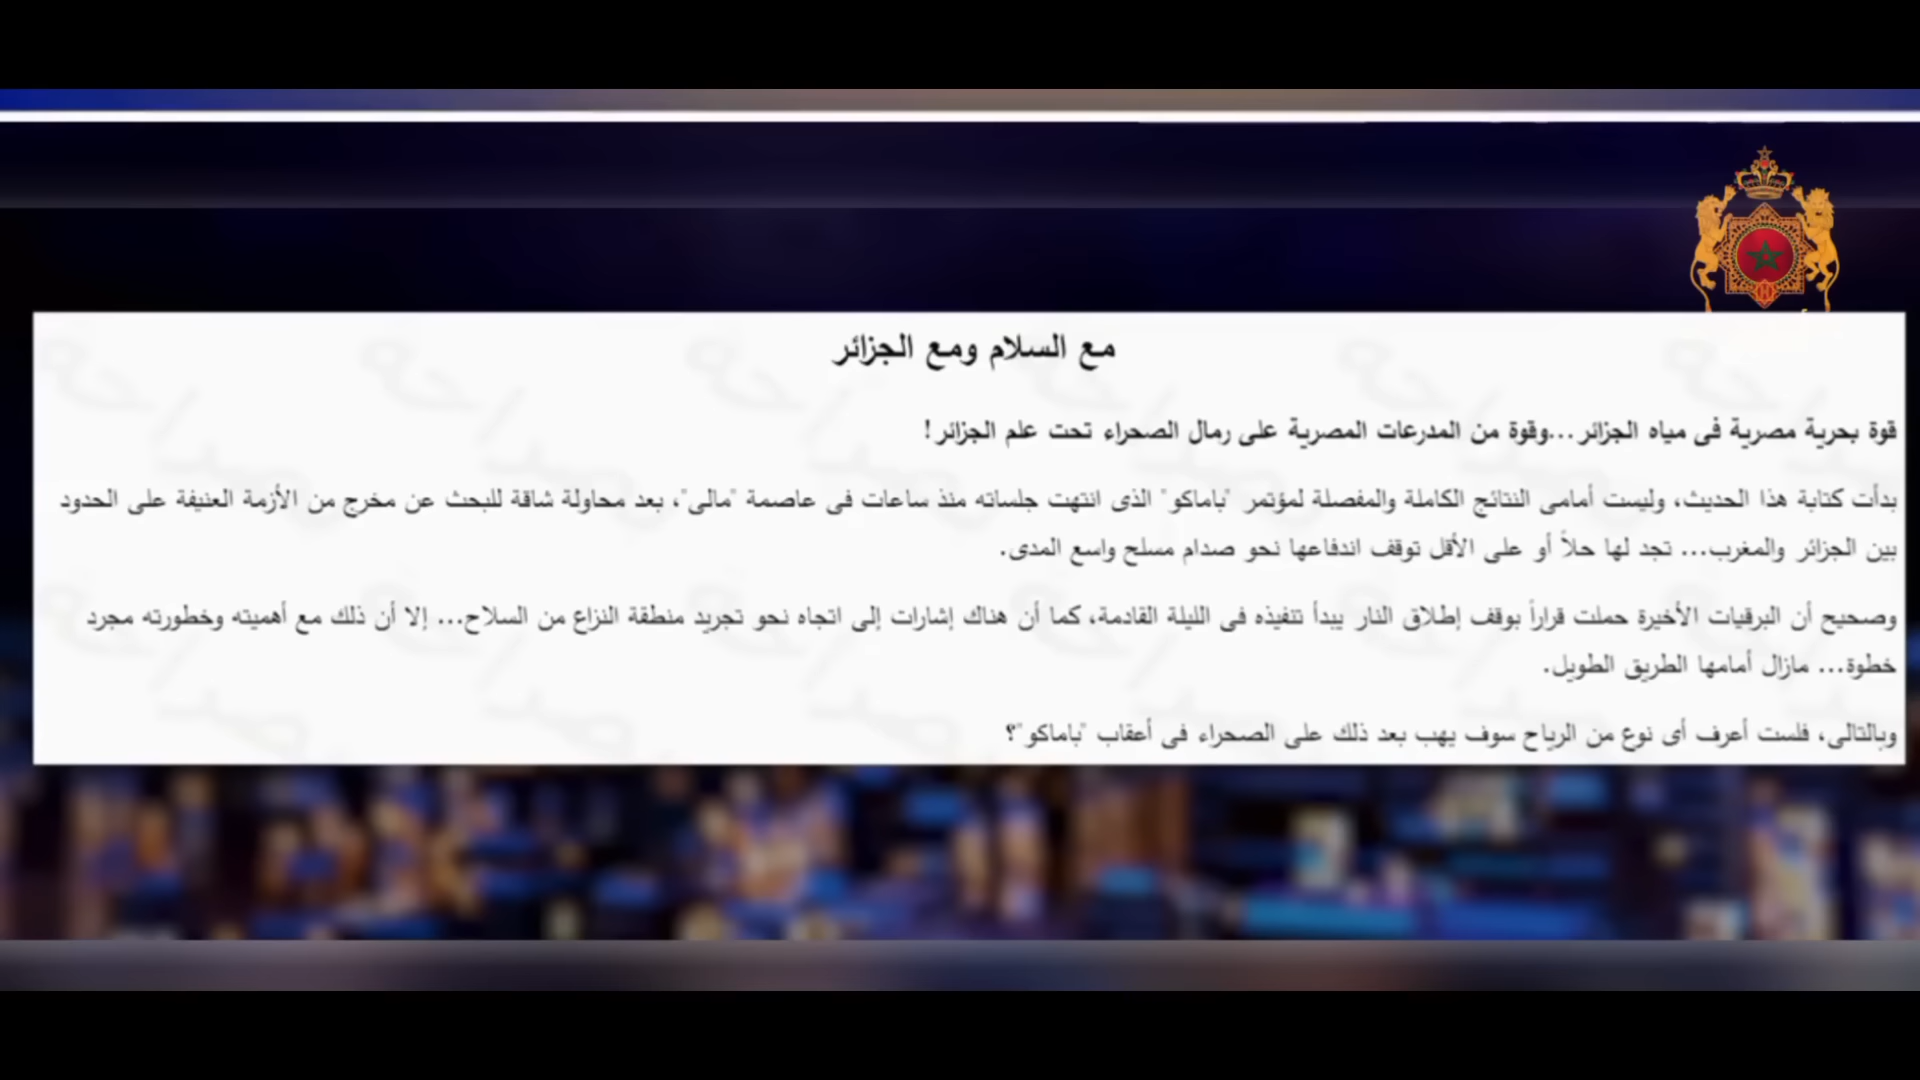 مع السلام ومع الجزائر
قوة بحرية مصرية فى مياه الجزائر...وقوة من المدرعات المصرية على رمال الصحراء تحت علم الجزائر!
بدأت كتابة هذا الحديث، وليست أمامى النتائج الكاملة والمفصلة لمؤتمر "باماكو" الذى انتهت جلساته منذ ساعات فى عاصمة "مالى"، بعد محاولة شاقة للبحث عن مخرج من الأزمة العنيفة على الحدود
بين الجزائر والمغرب... تجد لها حلاً أو على الأقل توقف اندفاعها نحو صدام مسلح واسع المدى.
وصحيح أن البرقيات الأخيرة حملت قراراً بوقف إطلاق النار يبدأ تنفيذه فى الليلة القادمة، كما أن هناك إشارات إلى اتجاه نحو تجريد منطقة النزاع من السلاح... إلا أن ذلك مع أهميته وخطورته مجرد
خطوة... مازال أمامها الطريق الطويل.
وبالتالى، فلست أعرف أى نوع من الرياح سوف يهب بعد ذلك على الصحراء فى أعقاب "باماكو"؟